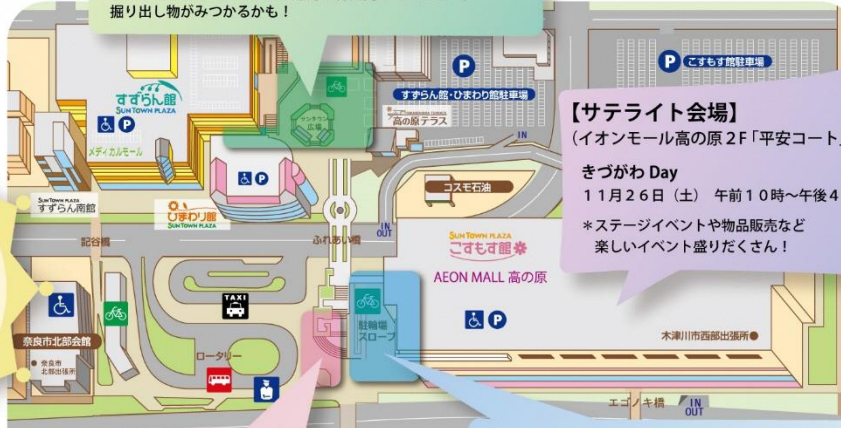 掘り出し物がみつかるかも！
P
P こすもす館駐車場
すずらん館
SUN TOWN PLAZA
P
メディカルモール
すずらん館・ひまわり館駐車場
サンタウン
広場
高の原テラス
IN
【サテライト会場】
（イオンモール高の原２F「平安コート」
きづがわ Day
１１月２６日（土） 午前１０時～午後４
＊ステージイベントや物品販売など
楽しいイベント盛りだくさん！
P
コスモ石油
SUN TOWN PLAZA
すずらん南館
ひまわり館
SUN TOWN PLAZA
IN
OUT
記谷橋
ふれあい橋
SUN TOWN PLAZA
こすもす館
AEON MALL 高の原
TAXI
駐輪場
スロープ
P
奈良市北部会館
奈良市
北部出張所
ロータリー
木津川市西部出張所
エゴノキ橋
IN
OUT